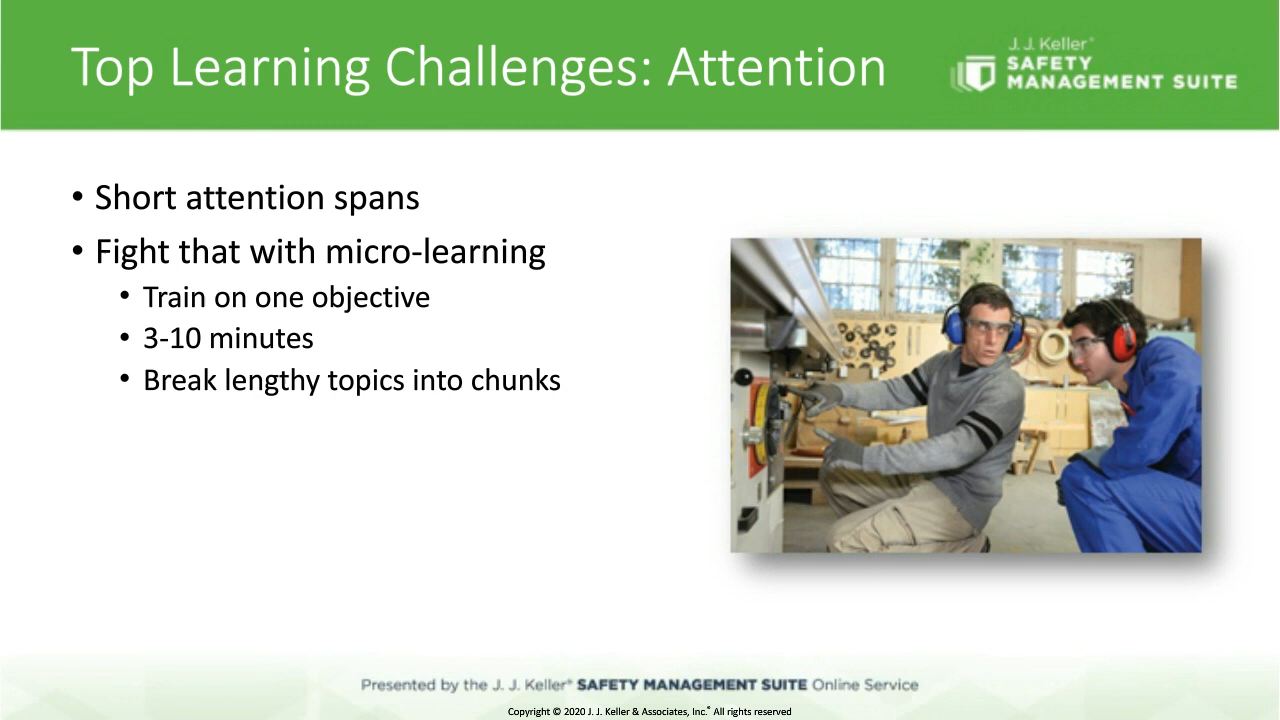 Top Learning Challenges: Attention
J. J. Keller®
SAFETY
MANAGEMENT SUITE
• Short attention spans
• Fight that with micro-learning
• Train on one objective
• 3-10 minutes
• Break lengthy topics into chunks
Presented by the J. J. Keller® SAFETY MANAGEMENT SUITE Online Service
Copyright © 2020 J. J. Keller & Associates, Inc.® All rights reserved